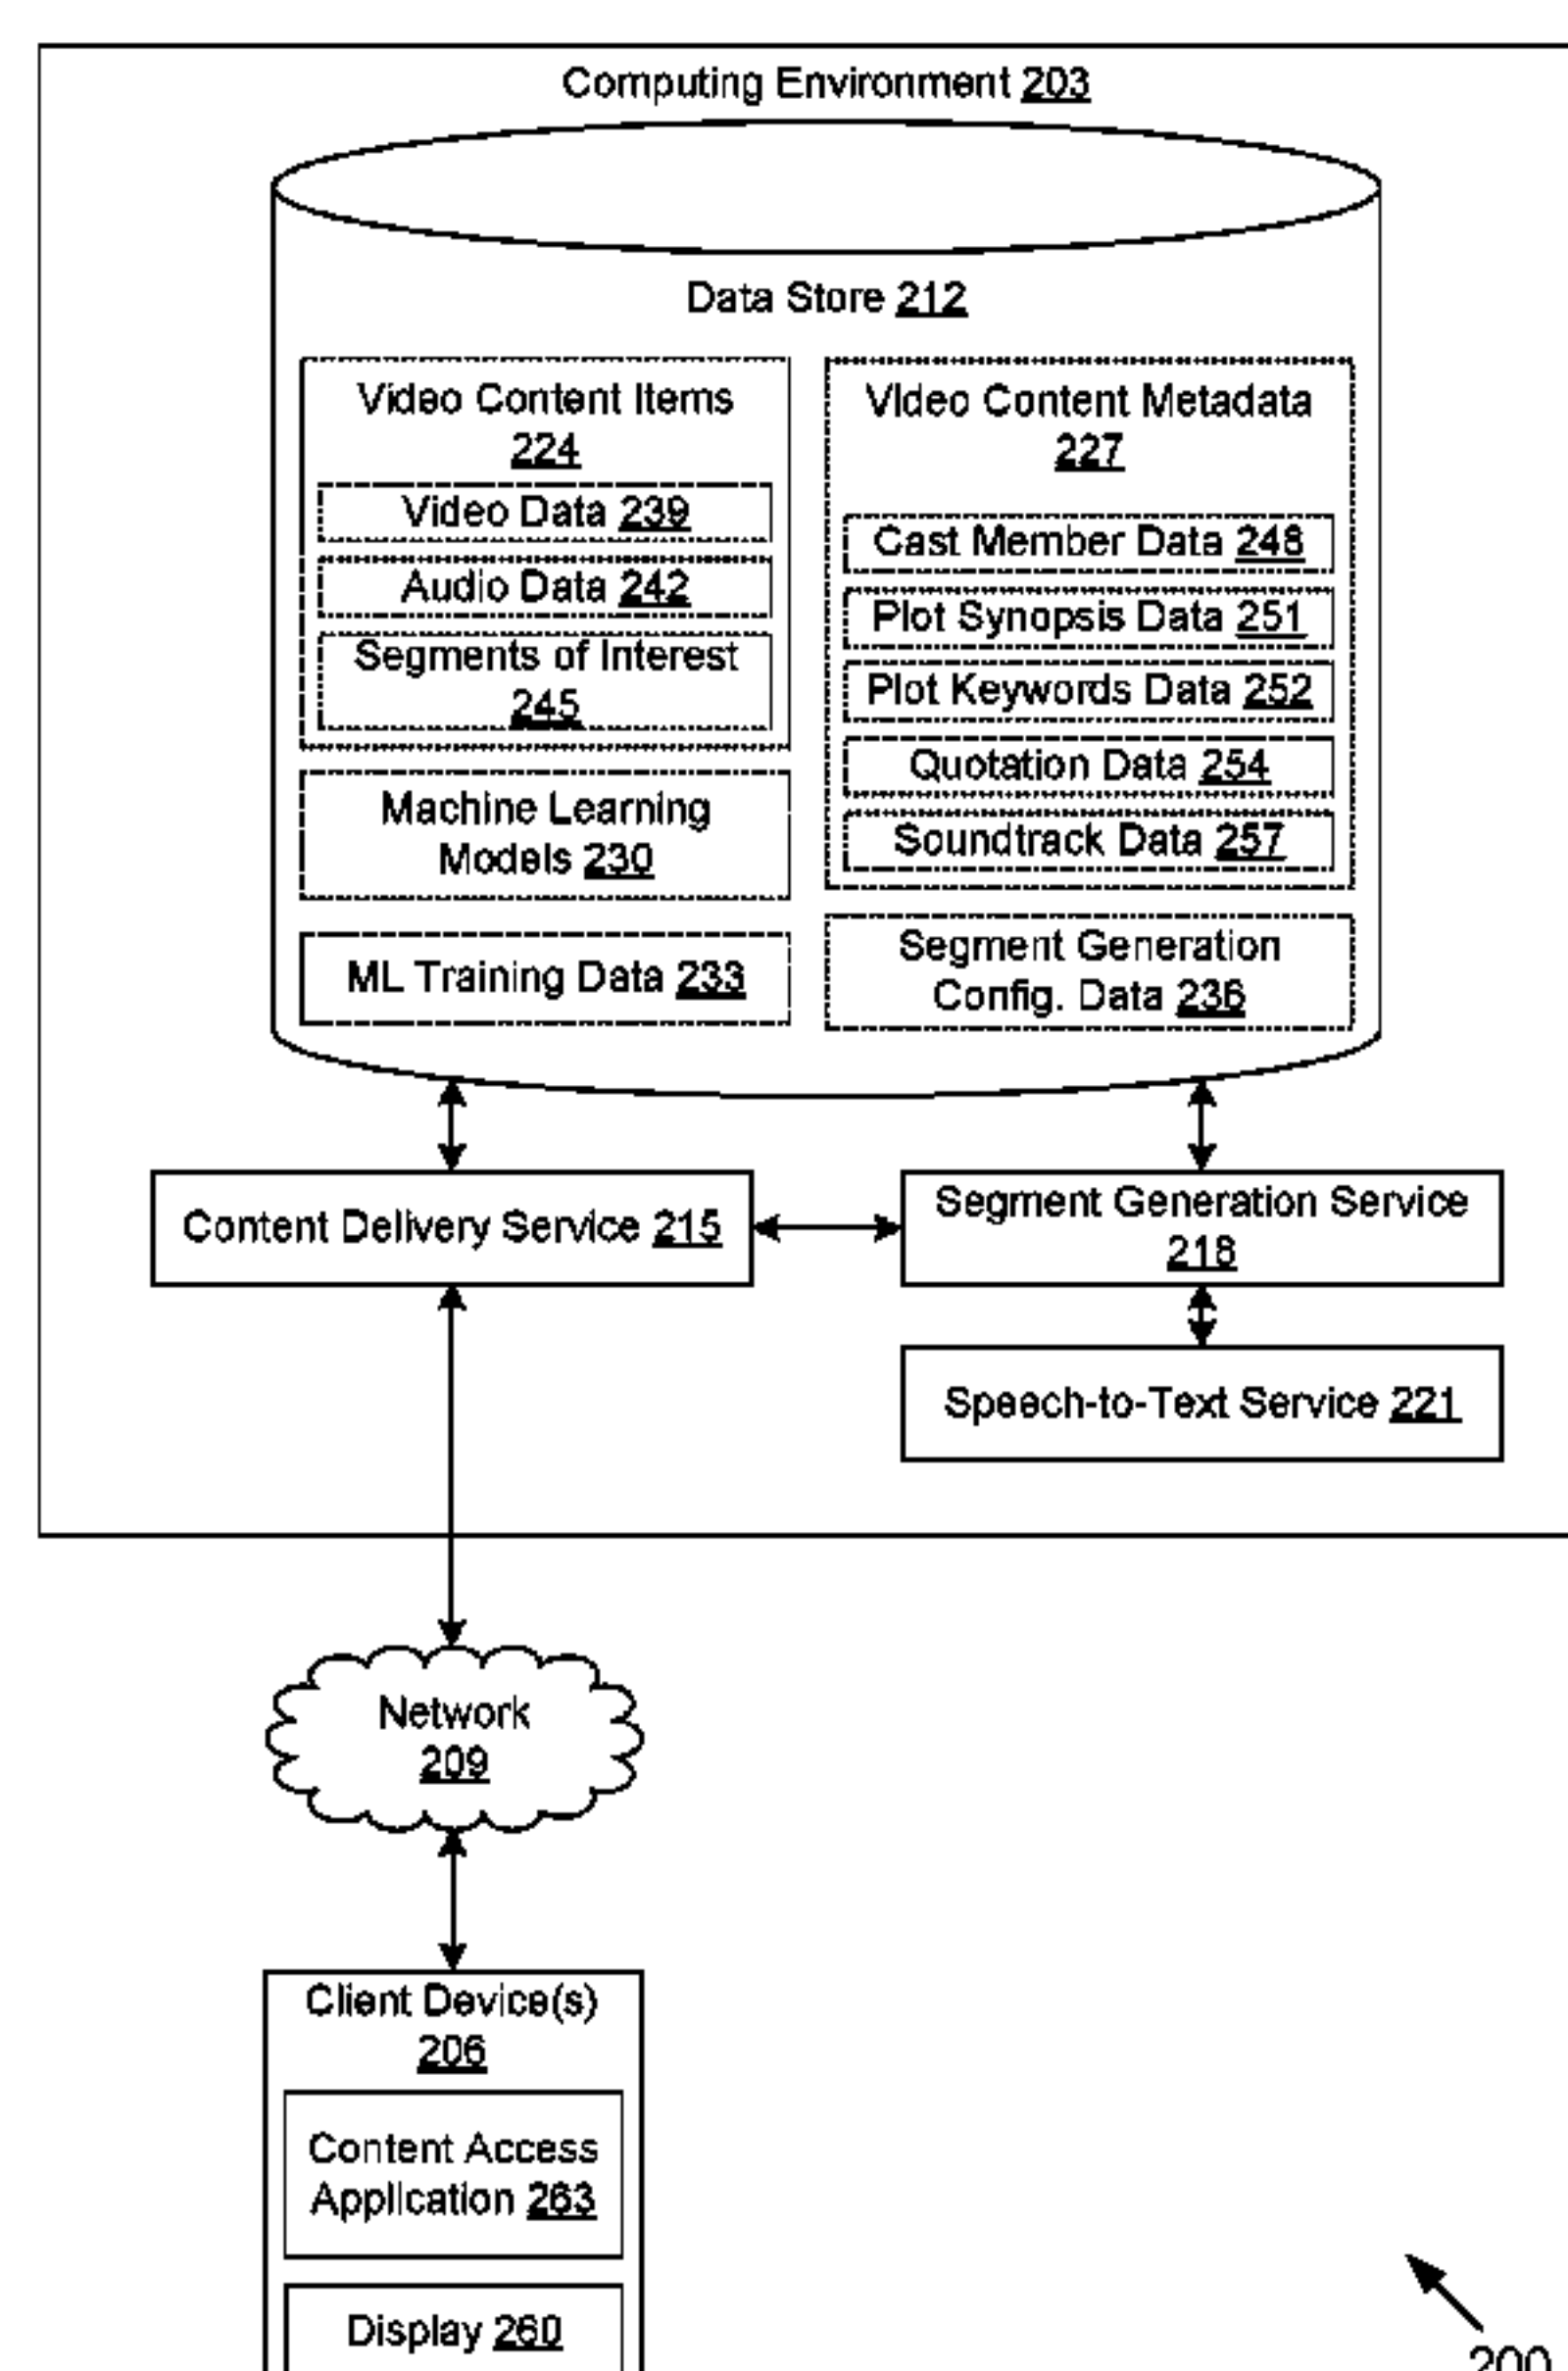 Computing Environment 203
Data Store 212
Video Content Items
224
Video Data 239
Audio Data 242
Segments of Interest
245
Machine Learning
Models 230
ML Training Data 233
Video Content Metadata
227
Cast Member Data 248
Plot Synopsis Data 251
Plot Keywords Data 252
Quotation Data 254
Soundtrack Data 257
Segment Generation
Config. Data 236
Content Delivery Service 215
Segment Generation Service
218
Speech-to-Text Service 221
Network
209
Client Device(s)
206
Content Access
Application 263
Display 260
200